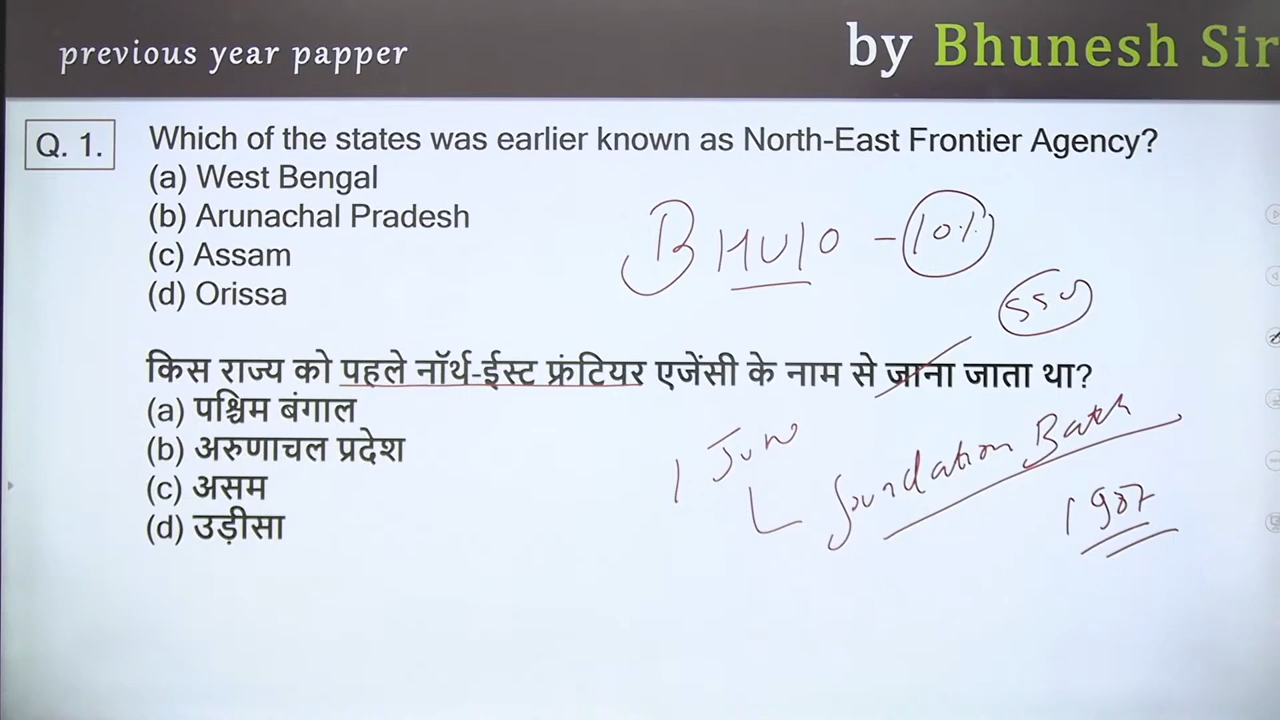 previous year papper
by Bhunesh Sir
Q. 1.
Which of the states was earlier known as North-East Frontier Agency?
(a) West Bengal
(b) Arunachal Pradesh
(c) Assam
(d) Orissa
BHU10 - 10%
किस राज्य को पहले नॉर्थ-ईस्ट फ्रंटियर एजेंसी के नाम से जाना जाता था?
(a) पश्चिम बंगाल
(b) अरुणाचल प्रदेश
(c) असम
(d) उड़ीसा
1 June
foundation Batch
1987